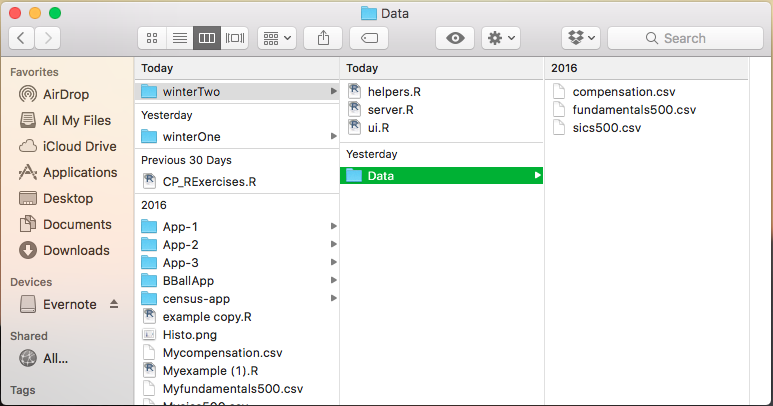 Data
Search
Favorites
AirDrop
All My Files
iCloud Drive
Applications
Desktop
Documents
Downloads
Devices
Evernote
Shared
All...
Tags
Today
winterTwo
Yesterday
winterOne
Previous 30 Days
CP_RExercises.R
2016
App-1
App-2
App-3
BBallApp
census-app
example copy.R
Histo.png
Mycompensation.csv
Myexample (1).R
Myfundamentals500.csv
Today
helpers.R
server.R
ui.R
Yesterday
Data
2016
compensation.csv
fundamentals500.csv
sics500.csv